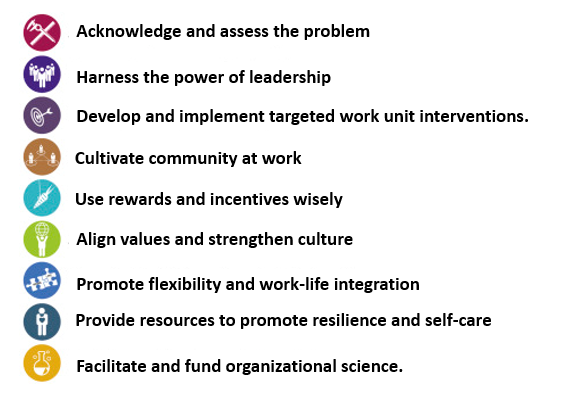 Acknowledge and assess the problem
Harness the power of leadership
Develop and implement targeted work unit interventions.
Cultivate community at work
Use rewards and incentives wisely
Align values and strengthen culture
Promote flexibility and work-life integration
Provide resources to promote resilience and self-care
Facilitate and fund organizational science.